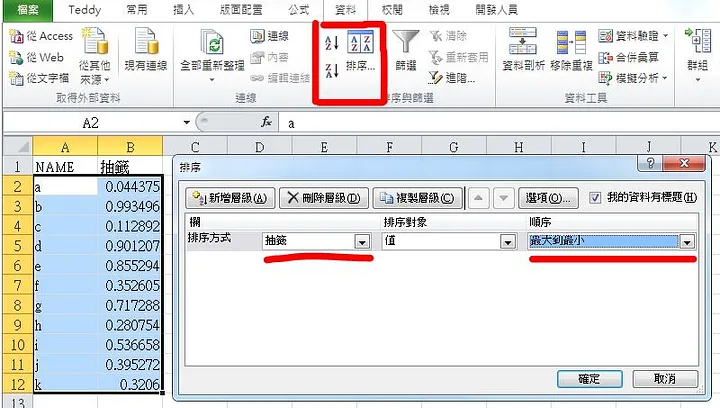 檔案 Teddy 常用 插入 版面配置 公式 資料 校閱 檢視 開發人員
從 Access
從 Web
從文字檔
從其他來源
現有連線
取得外部資料
全部重新整理
連線
內容
編輯連結
連線
排序...
篩選
清除
重新套用
進階...
排序與篩選
資料剖析
移除重複
資料驗證
合併彙算
模擬分析
資料工具
群組
A2 fx a
A B C D E F G H I J K
1 NAME 抽籤
2 a 0.044375
3 b 0.993496
4 c 0.112892
5 d 0.901207
6 e 0.855294
7 f 0.352605
8 g 0.717288
9 h 0.280754
10 i 0.536658
11 j 0.395272
12 k 0.3206
13
排序
新增層級(A) 刪除層級(D) 複製層級(C) 選項(O)... 我的資料有標題(H)
欄 排序對象 順序
排序方式 抽籤 值 最大到最小
確定 取消